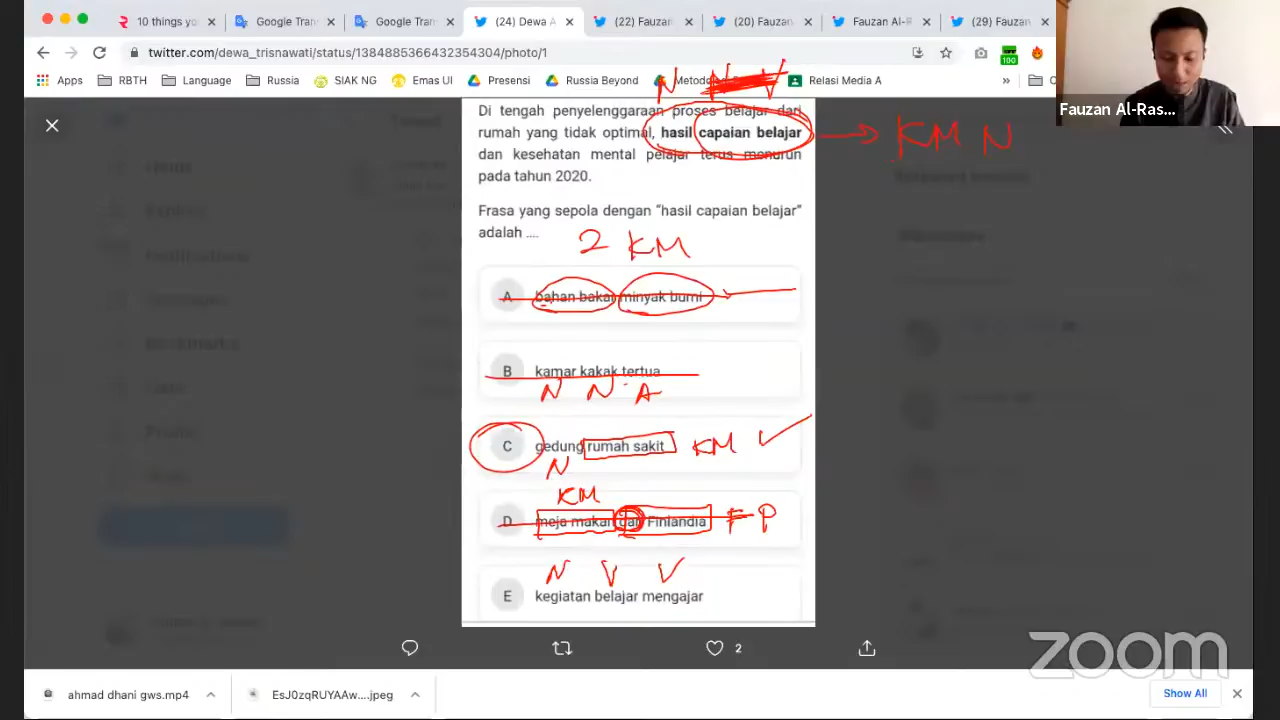 10 things yo
Google Tran
Google Tra
(24) Dewa A
(22) Fauzan
(20) Fauzan
Fauzan Al-R
(29) Fauzan
twitter.com/dewa_trisnawati/status/1384885366432354304/photo/1
100
Apps
RBTH
Language
Russia
SIAK NG
Emas UI
Presensi
Russia Beyond
Metodo
Relasi Media A
»
Fauzan Al-Ras...
N N V
Di tengah penyelenggaraan proses belajar dari
rumah yang tidak optimal, hasil capaian belajar
KM N
dan kesehatan mental pelajar terus menurun
pada tahun 2020.
Frasa yang sepola dengan "hasil capaian belajar"
adalah ....
2 KM
A bahan bakar minyak bumi
B kamar kakak tertua
N N A
C gedung rumah sakit KM
N
KM
D meja makan dari Finlandia F P
N V V
E kegiatan belajar mengajar
2
zoom
ahmad dhani gws.mp4
EsJ0zqRUYAAw....jpeg
Show All